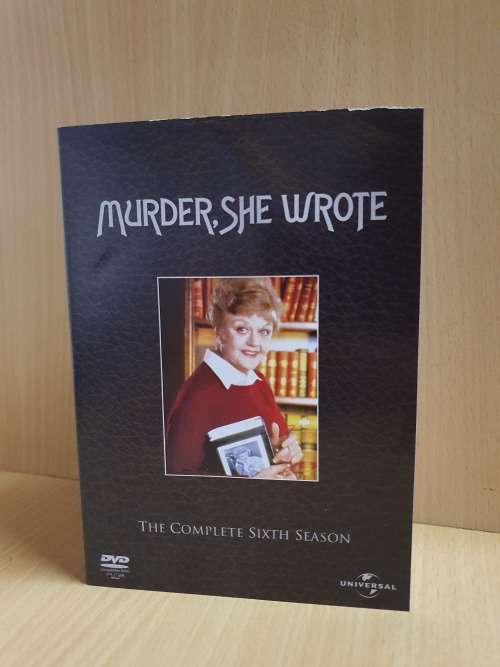 MURDER, SHE WROTE
THE COMPLETE SIXTH SEASON
DVD
UNIVERSAL